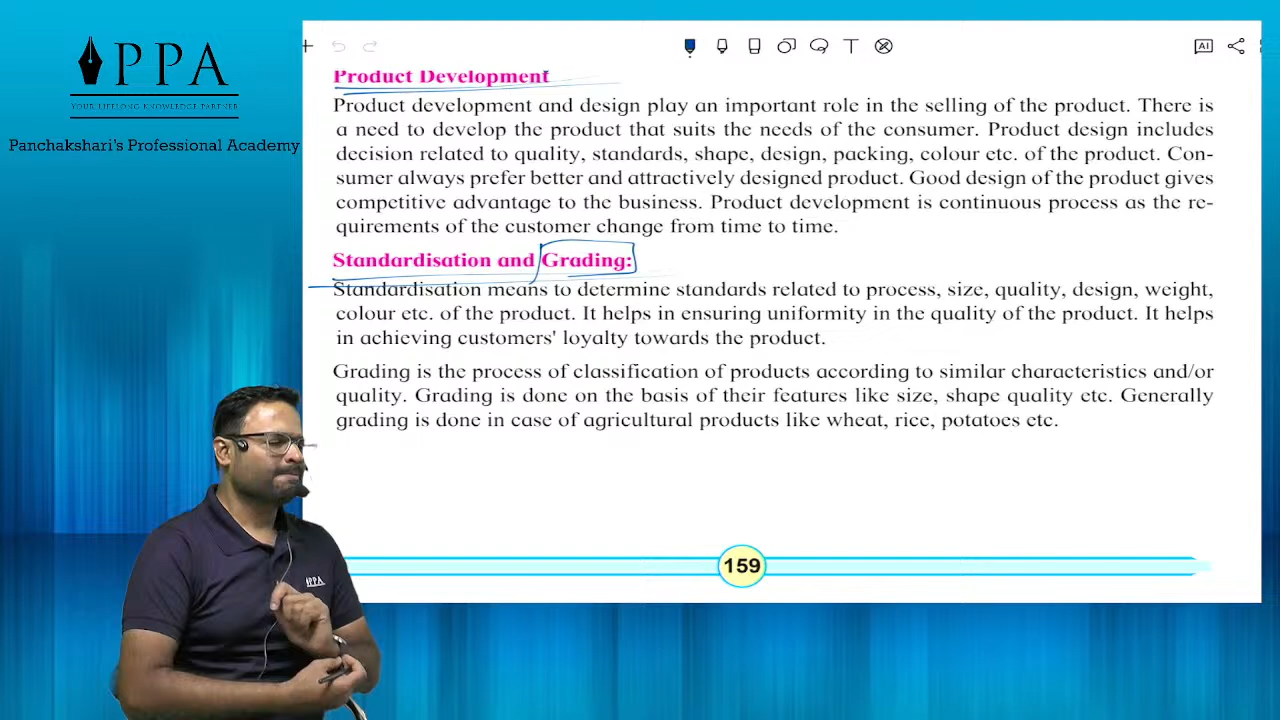 PPA
YOUR LIFELONG KNOWLEDGE PARTNER
Panchakshari's Professional Academy
AI
T
Product Development
Product development and design play an important role in the selling of the product. There is
a need to develop the product that suits the needs of the consumer. Product design includes
decision related to quality, standards, shape, design, packing, colour etc. of the product. Con-
sumer always prefer better and attractively designed product. Good design of the product gives
competitive advantage to the business. Product development is continuous process as the re-
quirements of the customer change from time to time.
Standardisation and Grading:
Standardisation means to determine standards related to process, size, quality, design, weight,
colour etc. of the product. It helps in ensuring uniformity in the quality of the product. It helps
in achieving customers' loyalty towards the product.
Grading is the process of classification of products according to similar characteristics and/or
quality. Grading is done on the basis of their features like size, shape quality etc. Generally
grading is done in case of agricultural products like wheat, rice, potatoes etc.
159
PPA